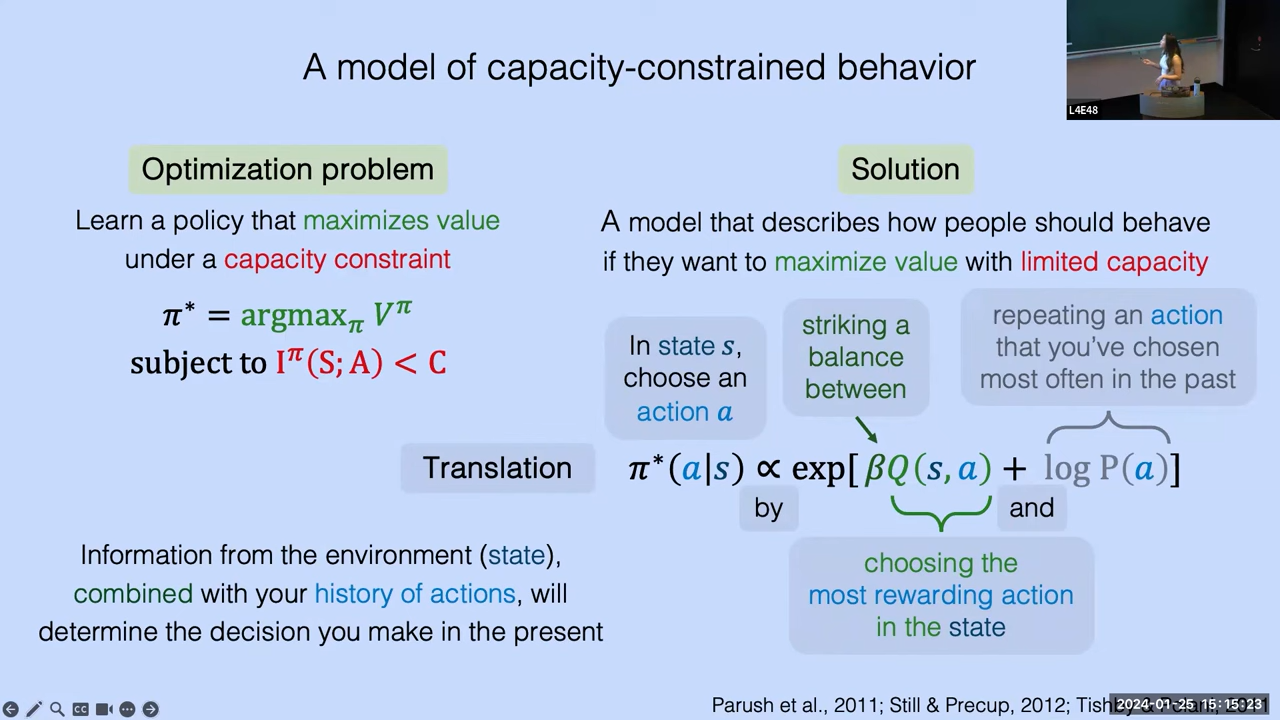 A model of capacity-constrained behavior
L4E48
Optimization problem
Learn a policy that maximizes value
under a capacity constraint
π* = argmax_π V^π
subject to I^π(S; A) < C
Solution
A model that describes how people should behave
if they want to maximize value with limited capacity
In state s,
choose an
action a
striking a
balance
between
repeating an action
that you've chosen
most often in the past
Translation
π*(a|s) ∝ exp[ βQ(s, a) + log P(a)]
by
and
choosing the
most rewarding action
in the state
Information from the environment (state),
combined with your history of actions, will
determine the decision you make in the present
CC
Parush et al., 2011; Still & Precup, 2012;
2024-01-25 15:15:23